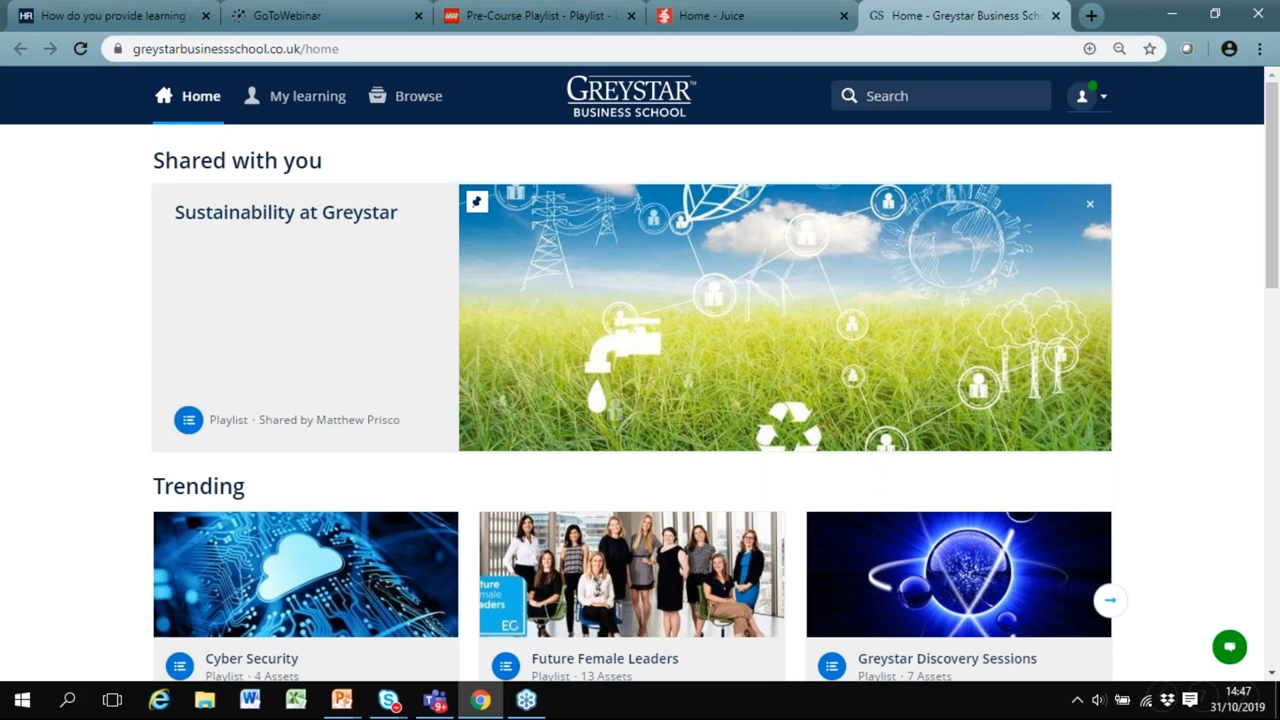 How do you provide learning
GoToWebinar
Pre-Course Playlist - Playlist -
Home - Juice
GS Home - Greystar Business Sch
greystarbusinessschool.co.uk/home
Home
My learning
Browse
GREYSTAR™
BUSINESS SCHOOL
Search
Shared with you
Sustainability at Greystar
Playlist · Shared by Matthew Prisco
Trending
Cyber Security
Playlist · 4 Assets
Future Female Leaders
Playlist · 13 Assets
Greystar Discovery Sessions
Playlist · 7 Assets
14:47
31/10/2019